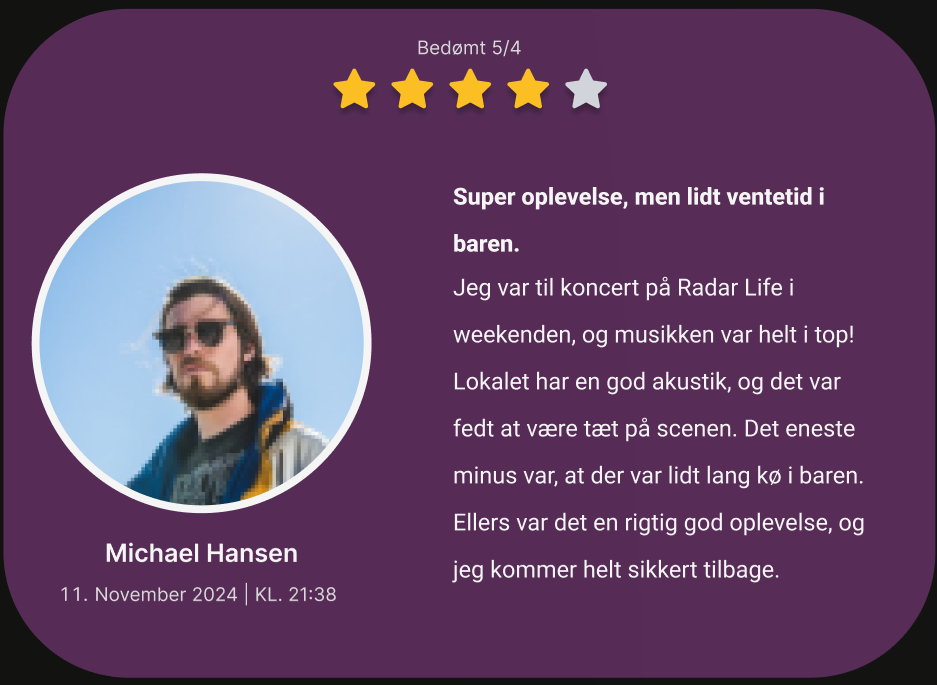 Bedømt 5/4
Super oplevelse, men lidt ventetid i
baren.
Jeg var til koncert på Radar Life i
weekenden, og musikken var helt i top!
Lokalet har en god akustik, og det var
fedt at være tæt på scenen. Det eneste
minus var, at der var lidt lang kø i baren.
Ellers var det en rigtig god oplevelse, og
jeg kommer helt sikkert tilbage.
Michael Hansen
11. November 2024 | KL. 21:38